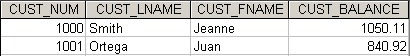 CUST_NUM CUST_LNAME CUST_FNAME CUST_BALANCE
1000 Smith Jeanne 1050.11
1001 Ortega Juan 840.92